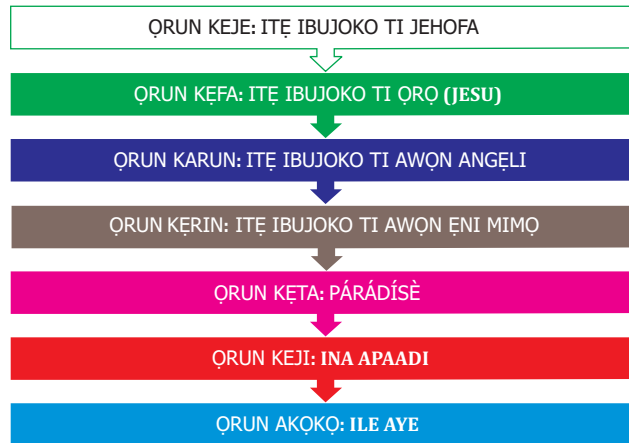 ỌRUN KEJE: ITẸ IBUJOKO TI JEHOFA
ỌRUN KẸFA: ITẸ IBUJOKO TI ỌRỌ (JESU)
ỌRUN KARUN: ITẸ IBUJOKO TI AWỌN ANGẸLI
ỌRUN KẸRIN: ITẸ IBUJOKO TI AWỌN ẸNI MIMỌ
ỌRUN KẸTA: PÁRÁDÍSÈ
ỌRUN KEJI: INA APAADI
ỌRUN AKỌKỌ: ILE AYE